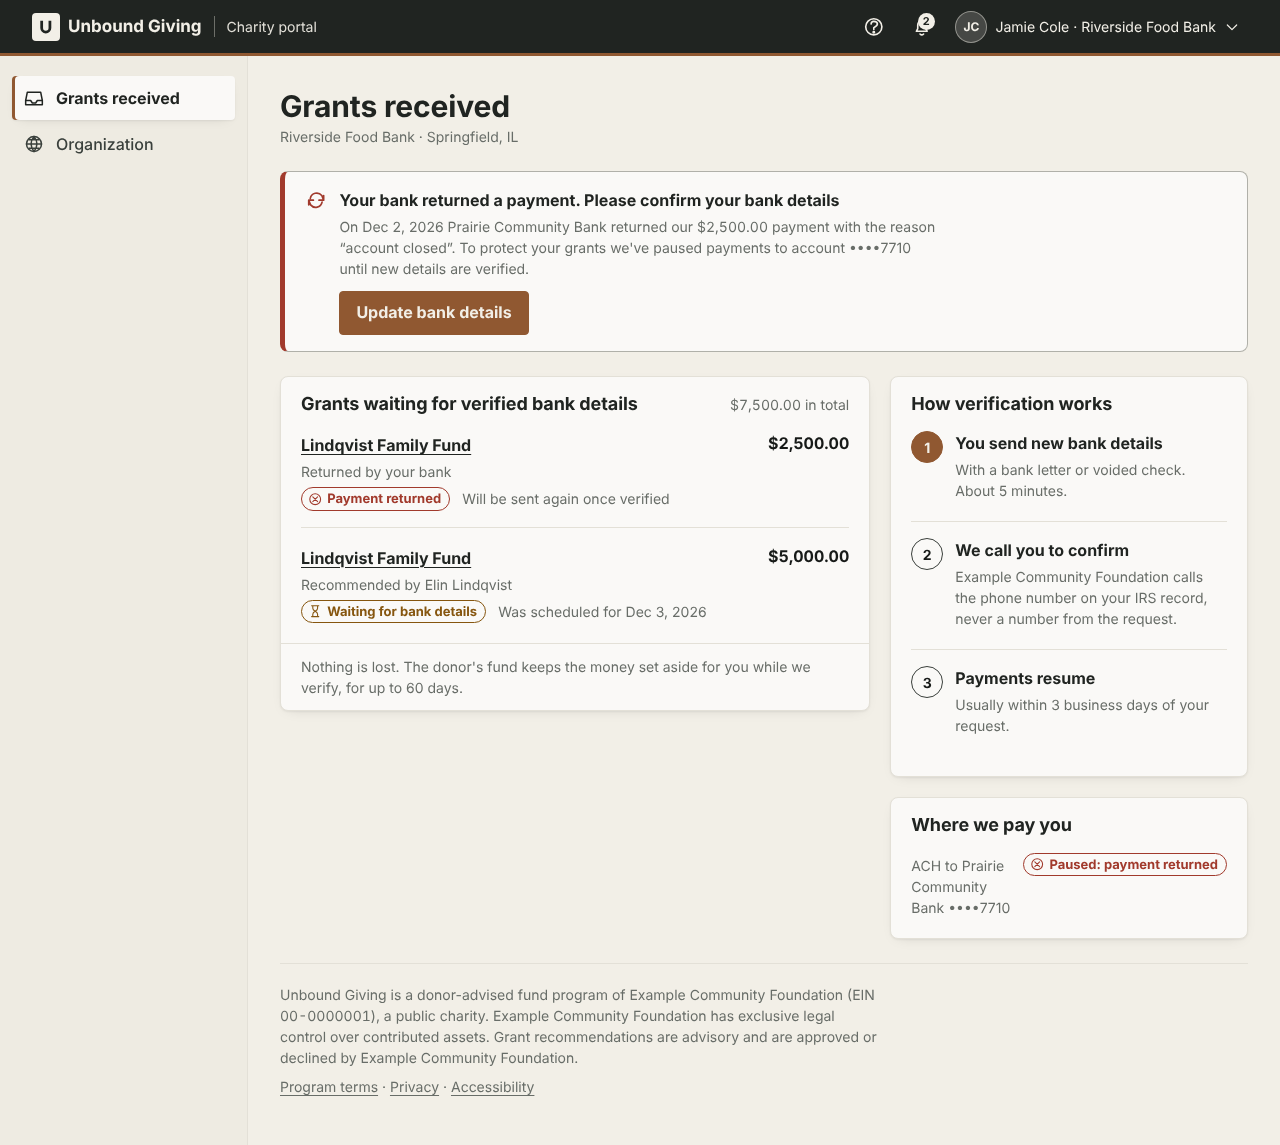 U Unbound Giving Charity portal
2
JC Jamie Cole · Riverside Food Bank
Grants received
Organization
Grants received
Riverside Food Bank · Springfield, IL
Your bank returned a payment. Please confirm your bank details
On Dec 2, 2026 Prairie Community Bank returned our $2,500.00 payment with the reason
“account closed”. To protect your grants we've paused payments to account ••••7710
until new details are verified.
Update bank details
Grants waiting for verified bank details
$7,500.00 in total
Lindqvist Family Fund
$2,500.00
Returned by your bank
Payment returned Will be sent again once verified
Lindqvist Family Fund
$5,000.00
Recommended by Elin Lindqvist
Waiting for bank details Was scheduled for Dec 3, 2026
Nothing is lost. The donor's fund keeps the money set aside for you while we
verify, for up to 60 days.
How verification works
1 You send new bank details
With a bank letter or voided check.
About 5 minutes.
2 We call you to confirm
Example Community Foundation calls
the phone number on your IRS record,
never a number from the request.
3 Payments resume
Usually within 3 business days of your
request.
Where we pay you
ACH to Prairie
Community
Bank ••••7710
Paused: payment returned
Unbound Giving is a donor-advised fund program of Example Community Foundation (EIN
00-0000001), a public charity. Example Community Foundation has exclusive legal
control over contributed assets. Grant recommendations are advisory and are approved or
declined by Example Community Foundation.
Program terms · Privacy · Accessibility